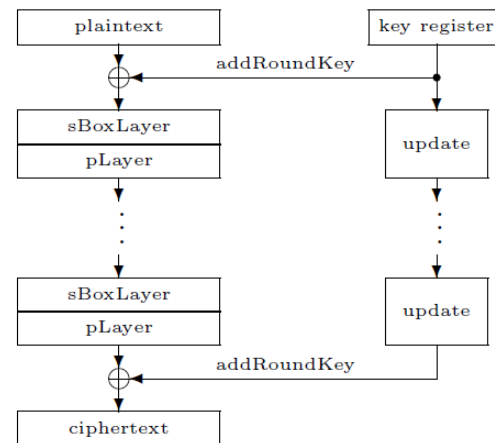 plaintext
key register
addRoundKey
sBoxLayer
pLayer
update
sBoxLayer
pLayer
update
addRoundKey
ciphertext